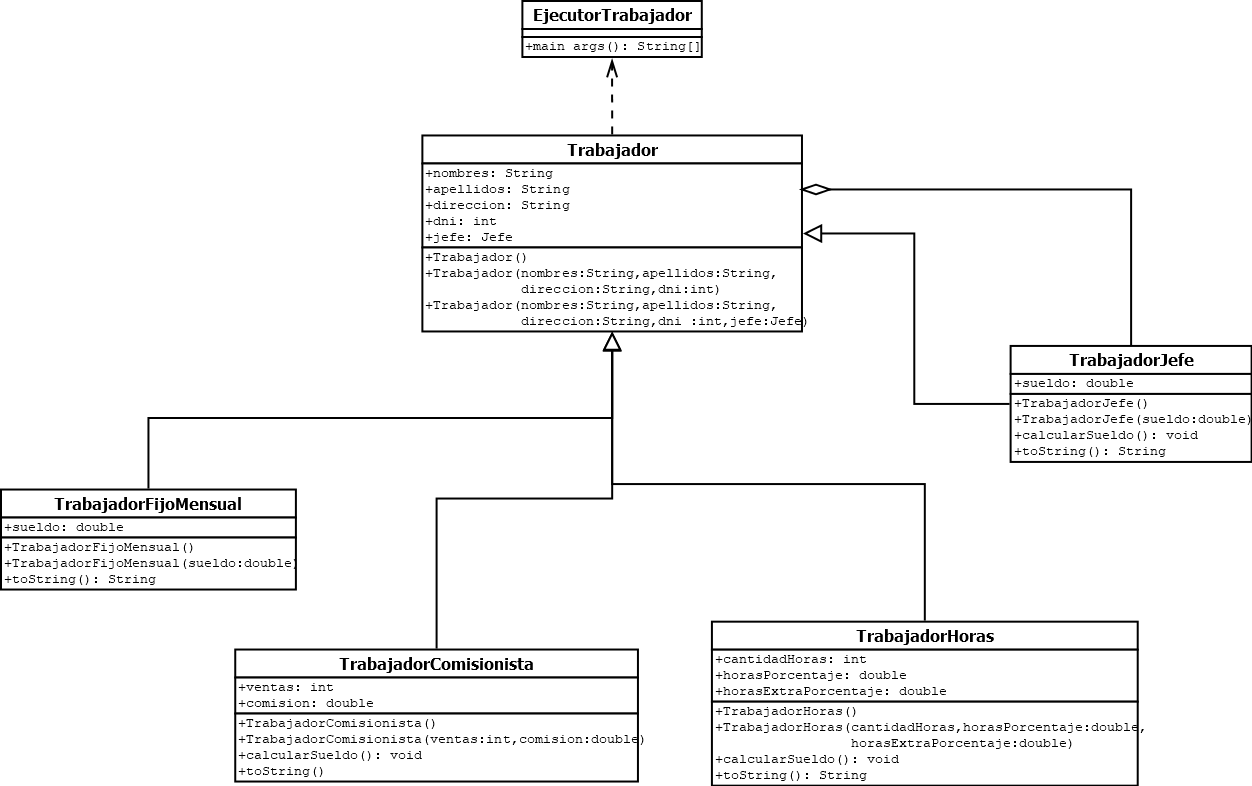 EjecutorTrabajador
+main args(): String[]
Trabajador
+nombres: String
+apellidos: String
+direccion: String
+dni: int
+jefe: Jefe
+Trabajador()
+Trabajador(nombres:String,apellidos:String,
direccion:String,dni:int)
+Trabajador(nombres:String,apellidos:String,
direccion:String,dni :int,jefe:Jefe)
TrabajadorJefe
+sueldo: double
+TrabajadorJefe()
+TrabajadorJefe(sueldo:double)
+calcularSueldo(): void
+toString(): String
TrabajadorFijoMensual
+sueldo: double
+TrabajadorFijoMensual()
+TrabajadorFijoMensual(sueldo:double)
+toString(): String
TrabajadorComisionista
+ventas: int
+comision: double
+TrabajadorComisionista()
+TrabajadorComisionista(ventas:int,comision:double)
+calcularSueldo(): void
+toString()
TrabajadorHoras
+cantidadHoras: int
+horasPorcentaje: double
+horasExtraPorcentaje: double
+TrabajadorHoras()
+TrabajadorHoras(cantidadHoras,horasPorcentaje:double,
horasExtraPorcentaje:double)
+calcularSueldo(): void
+toString(): String